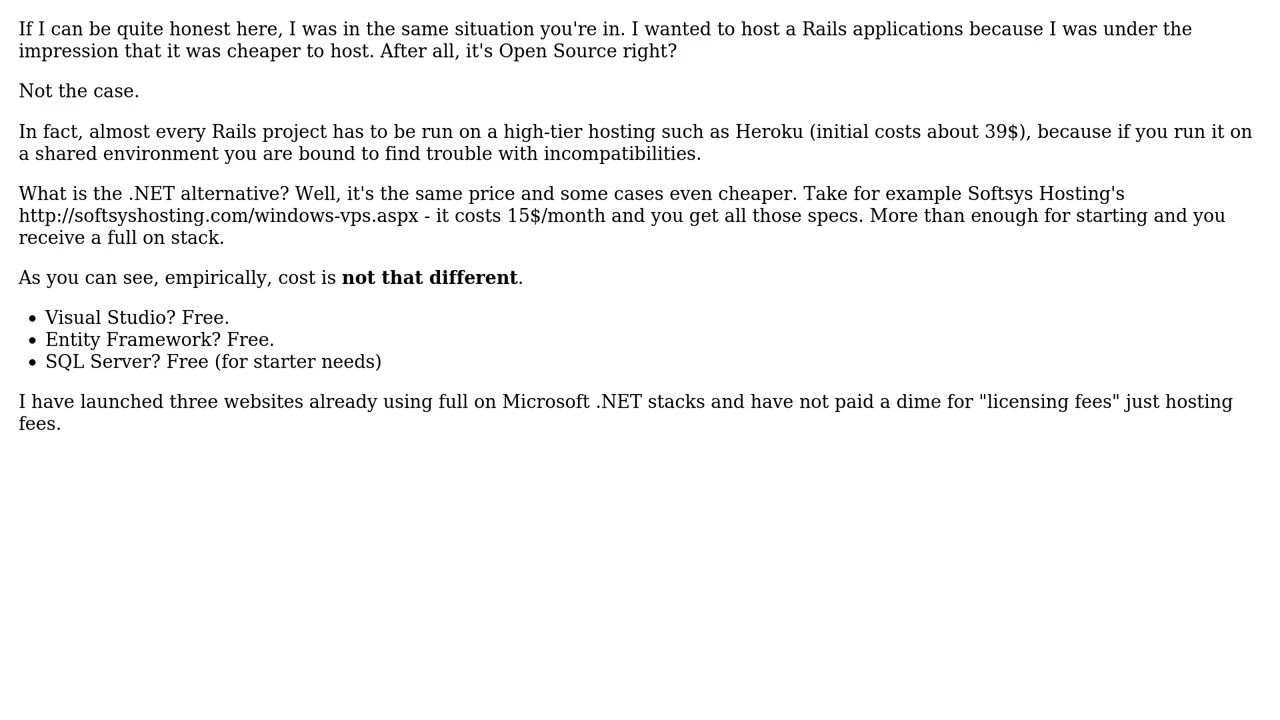 If I can be quite honest here, I was in the same situation you're in. I wanted to host a Rails applications because I was under the
impression that it was cheaper to host. After all, it's Open Source right?
Not the case.
In fact, almost every Rails project has to be run on a high-tier hosting such as Heroku (initial costs about 39$), because if you run it on
a shared environment you are bound to find trouble with incompatibilities.
What is the .NET alternative? Well, it's the same price and some cases even cheaper. Take for example Softsys Hosting's
http://softsyshosting.com/windows-vps.aspx - it costs 15$/month and you get all those specs. More than enough for starting and you
receive a full on stack.
As you can see, empirically, cost is not that different.
• Visual Studio? Free.
• Entity Framework? Free.
• SQL Server? Free (for starter needs)
I have launched three websites already using full on Microsoft .NET stacks and have not paid a dime for "licensing fees" just hosting
fees.